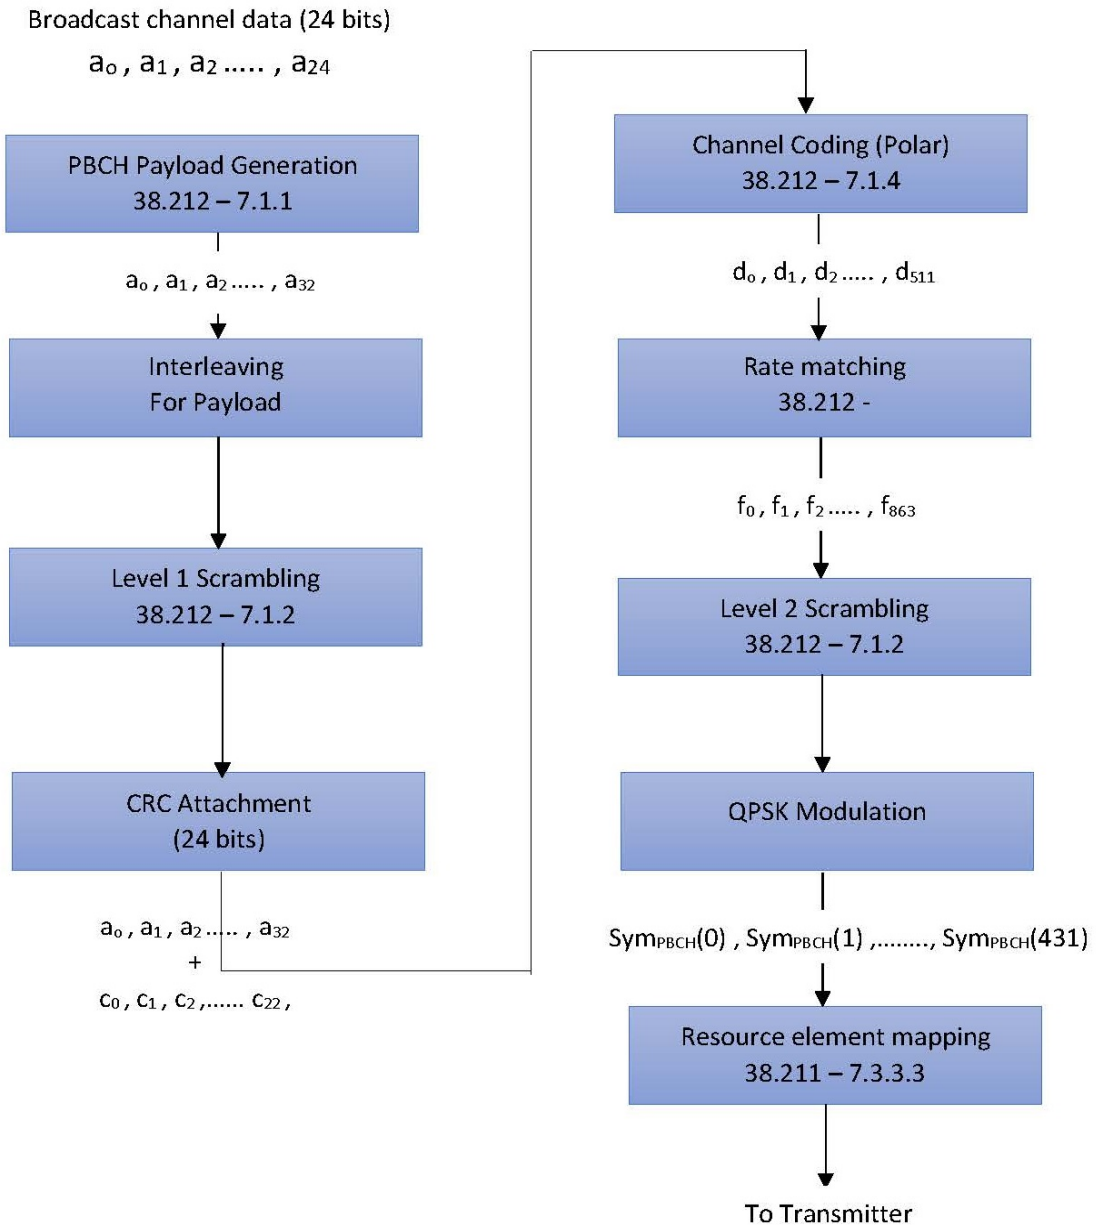 Broadcast channel data (24 bits)
aₒ , a₁ , a₂ ..... , a₂₄
PBCH Payload Generation
38.212 – 7.1.1
aₒ , a₁ , a₂ ..... , a₃₂
Interleaving
For Payload
Level 1 Scrambling
38.212 – 7.1.2
CRC Attachment
(24 bits)
aₒ , a₁ , a₂ ..... , a₃₂
+
c₀ , c₁ , c₂ ,...... c₂₂ ,
Channel Coding (Polar)
38.212 – 7.1.4
dₒ , d₁ , d₂ ..... , d₅₁₁
Rate matching
38.212 -
f₀ , f₁ , f₂ ..... , f₈₆₃
Level 2 Scrambling
38.212 – 7.1.2
QPSK Modulation
Sym_PBCH(0) , Sym_PBCH(1) ,........, Sym_PBCH(431)
Resource element mapping
38.211 – 7.3.3.3
To Transmitter